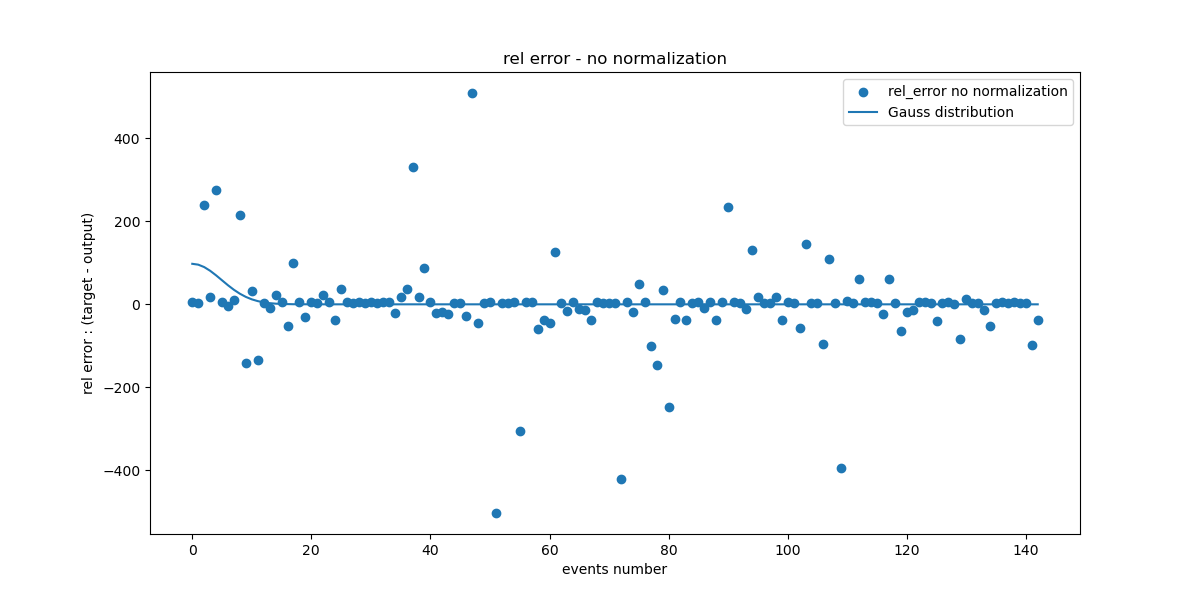 rel error - no normalization
rel_error no normalization
Gauss distribution
rel error : (target - output)
400
200
0
−200
−400
0 20 40 60 80 100 120 140
events number